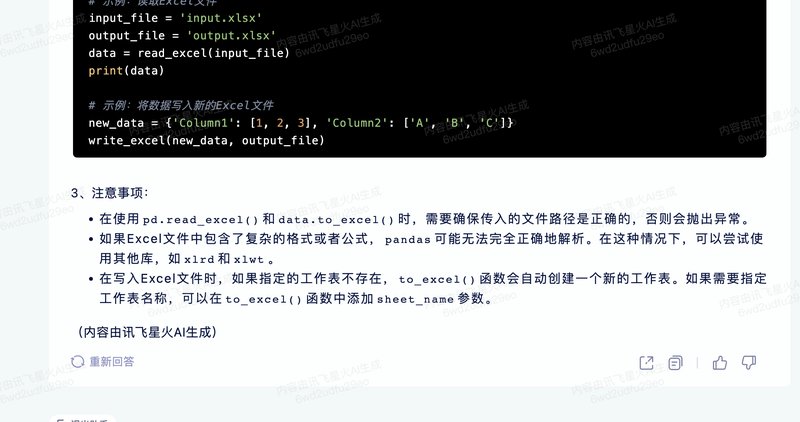 # 示例：读取Excel文件
input_file = 'input.xlsx'
output_file = 'output.xlsx'
data = read_excel(input_file)
print(data)
# 示例：将数据写入新的Excel文件
new_data = {'Column1': [1, 2, 3], 'Column2': ['A', 'B', 'C']}
write_excel(new_data, output_file)
3、注意事项：
• 在使用 pd.read_excel() 和 data.to_excel() 时，需要确保传入的文件路径是正确的，否则会抛出异常。
• 如果Excel文件中包含了复杂的格式或者公式， pandas 可能无法完全正确地解析。在这种情况下，可以尝试使
用其他库，如 xlrd 和 xlwt 。
• 在写入Excel文件时，如果指定的工作表不存在， to_excel() 函数会自动创建一个新的工作表。如果需要指定
工作表名称，可以在 to_excel() 函数中添加 sheet_name 参数。
（内容由讯飞星火AI生成）
重新回答
内容由讯飞星火AI生成
6wd2udfu29eo